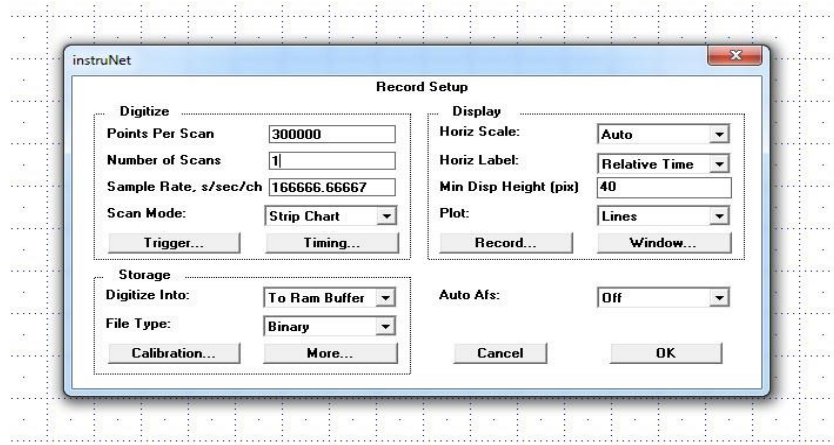 instruNet
Record Setup
Digitize
Points Per Scan 300000
Number of Scans 1
Sample Rate, s/sec/ch 166666.66667
Scan Mode: Strip Chart
Trigger... Timing...
Display
Horiz Scale: Auto
Horiz Label: Relative Time
Min Disp Height (pix) 40
Plot: Lines
Record... Window...
Storage
Digitize Into: To Ram Buffer
File Type: Binary
Calibration... More...
Auto Afs: Off
Cancel OK